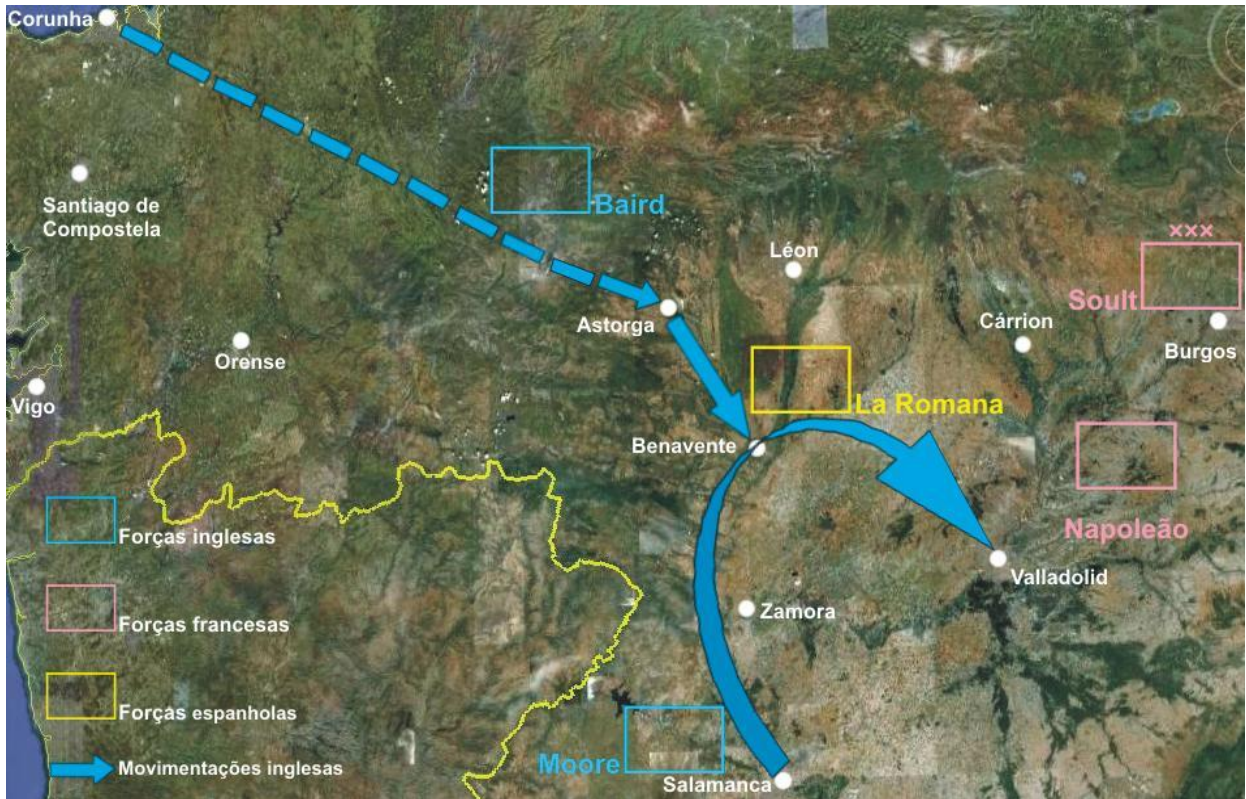 Corunha
Santiago de
Compostela
Baird
×××
Soult
Léon
Astorga
Cárrion
Burgos
Orense
Vigo
La Romana
Benavente
Napoleão
Forças inglesas
Valladolid
Zamora
Forças francesas
Forças espanholas
Moore
Movimentações inglesas
Salamanca